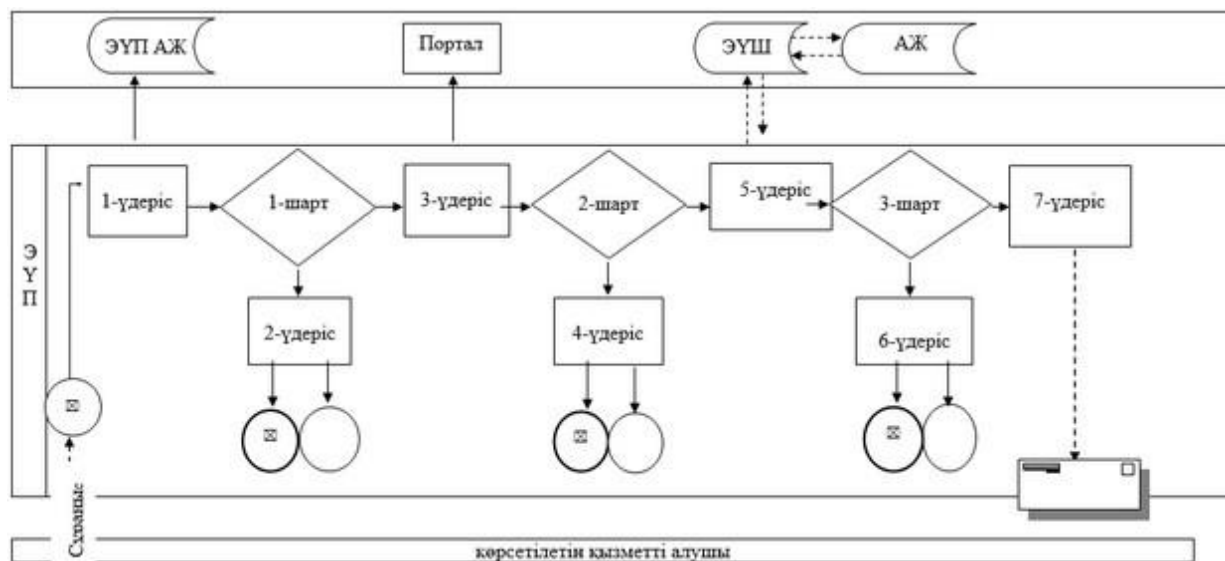 ЭҮП АЖ
Портал
ЭҮШ
АЖ
Э
Ү
П
1-үдеріс
1-шарт
3-үдеріс
2-шарт
5-үдеріс
3-шарт
7-үдеріс
2-үдеріс
4-үдеріс
6-үдеріс
Сұраныс
көрсетілетін қызметті алушы